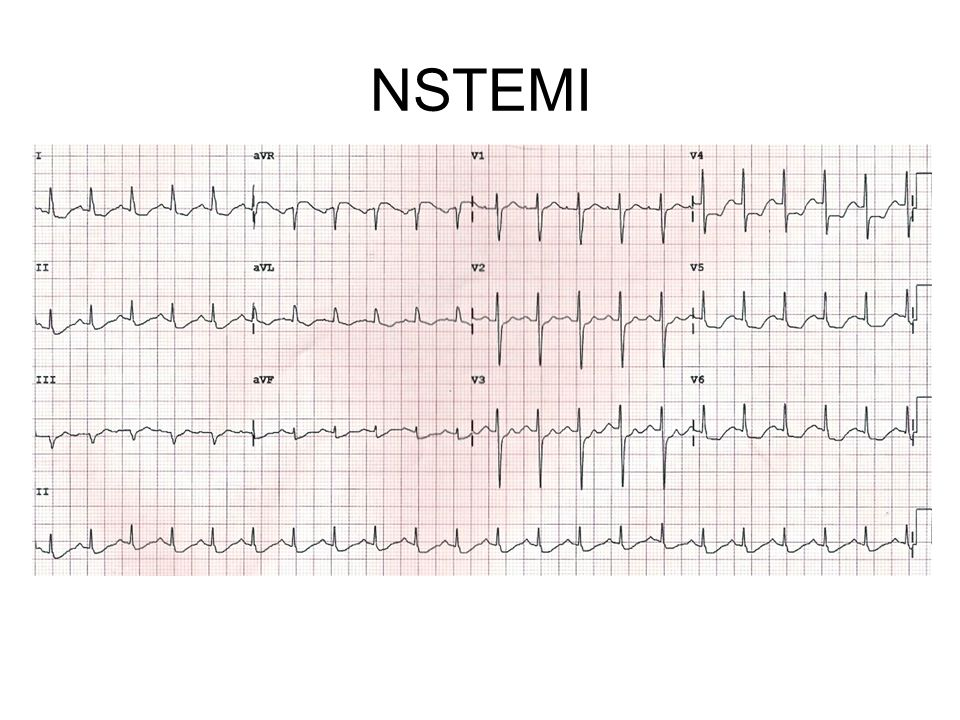 NSTEMI
I aVR V1 V4
II aVL V2 V5
III aVF V3 V6
II